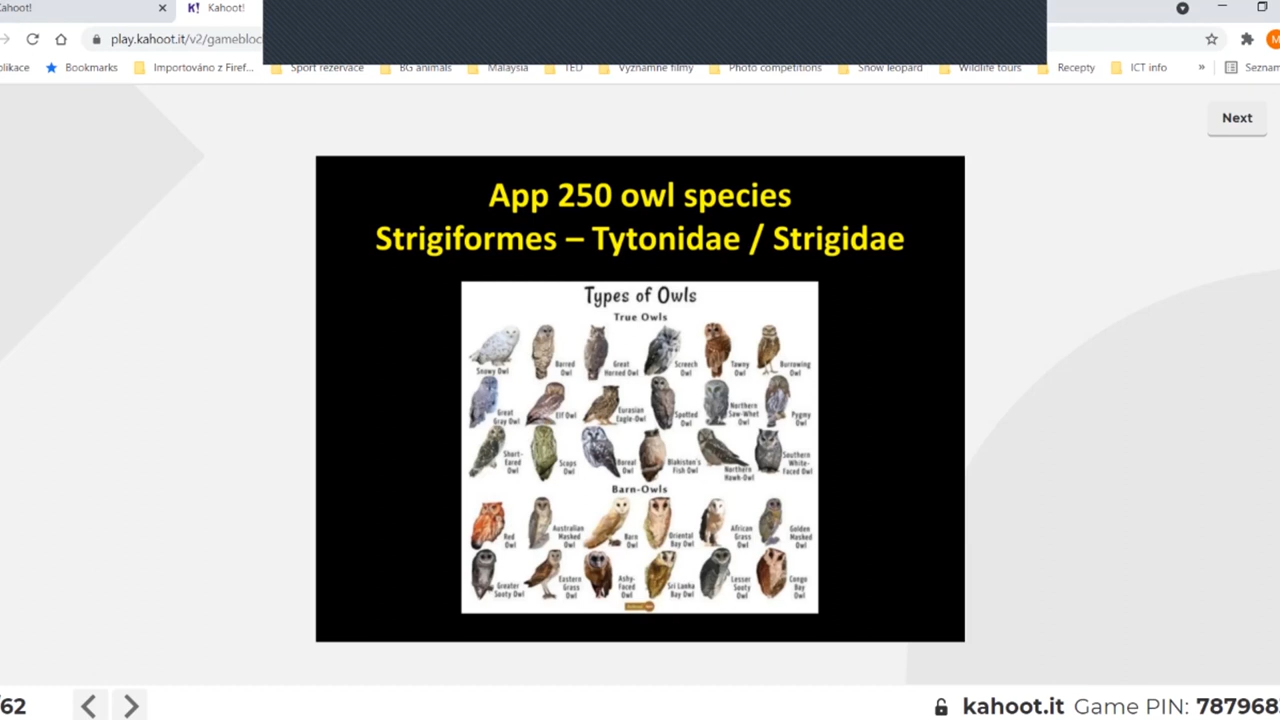 Kahoot!
K! Kahoot!
play.kahoot.it/v2/gamebloc
plikace
Bookmarks
Importováno z Firef...
Sport rezervace
BG animals
Malaysia
TED
Významné filmy
Photo competitions
Snow leopard
Wildlife tours
Recepty
ICT info
»
Seznam
Next
App 250 owl species
Strigiformes – Tytonidae / Strigidae
Types of Owls
True Owls
Snowy Owl
Barred
Owl
Great
Horned Owl
Screech
Owl
Tawny
Owl
Burrowing
Owl
Great
Gray Owl
Elf Owl
Eurasian
Eagle-Owl
Spotted
Owl
Northern
Saw-Whet
Owl
Pygmy
Owl
Short-
Eared
Owl
Scops
Owl
Boreal
Owl
Blakiston's
Fish Owl
Northern
Hawk-Owl
Southern
White-
Faced Owl
Barn-Owls
Red
Owl
Australian
Masked
Owl
Barn
Owl
Oriental
Bay Owl
African
Grass
Owl
Golden
Masked
Owl
Greater
Sooty Owl
Eastern
Grass
Owl
Ashy-
Faced
Owl
Sri Lanka
Bay Owl
Lesser
Sooty
Owl
Congo
Bay
Owl
/62
kahoot.it Game PIN: 787968